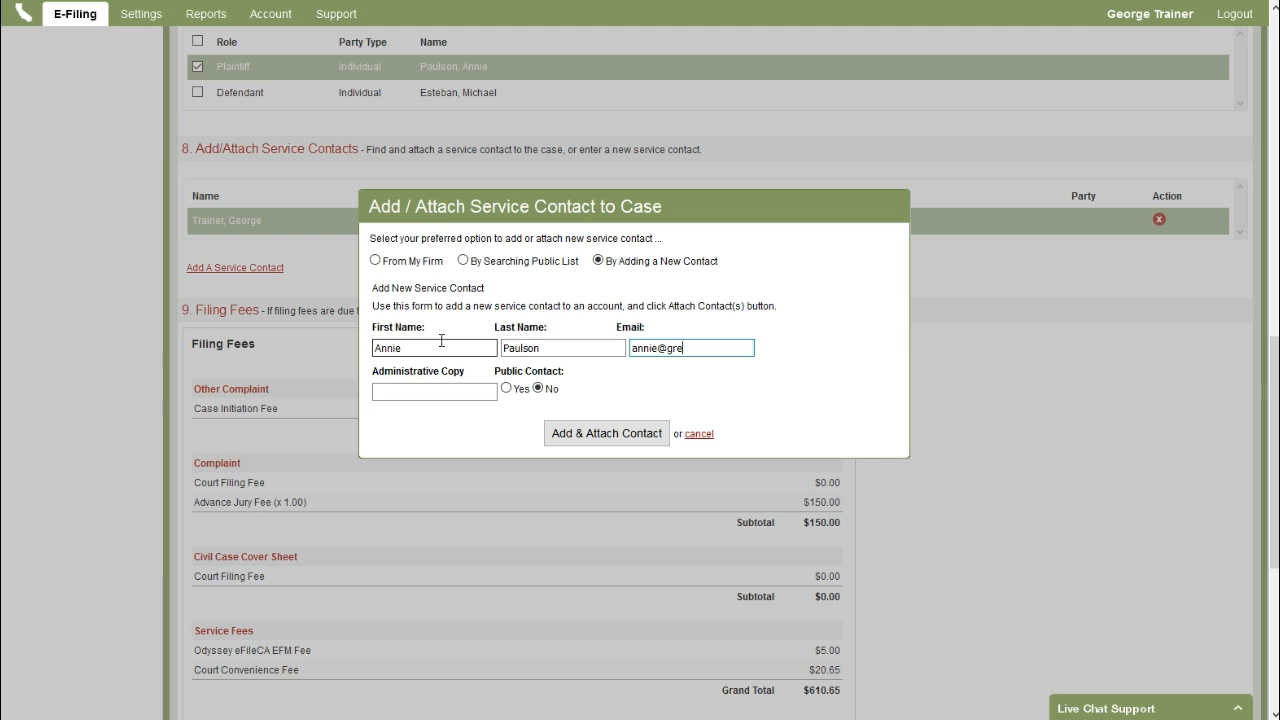 E-Filing Settings Reports Account Support George Trainer Logout
Role Party Type Name
Plaintiff Individual Paulson, Annie
Defendant Individual Esteban, Michael
8. Add/Attach Service Contacts - Find and attach a service contact to the case, or enter a new service contact.
Name Party Action
Trainer, George
Add A Service Contact
9. Filing Fees - If filing fees are due f
Filing Fees
Other Complaint
Case Initiation Fee
Add / Attach Service Contact to Case
Select your preferred option to add or attach new service contact ...
From My Firm By Searching Public List By Adding a New Contact
Add New Service Contact
Use this form to add a new service contact to an account, and click Attach Contact(s) button.
First Name: Last Name: Email:
Annie Paulson annie@gre
Administrative Copy Public Contact:
Yes No
Add & Attach Contact or cancel
Complaint
Court Filing Fee $0.00
Advance Jury Fee (x 1.00) $150.00
Subtotal $150.00
Civil Case Cover Sheet
Court Filing Fee $0.00
Subtotal $0.00
Service Fees
Odyssey eFileCA EFM Fee $5.00
Court Convenience Fee $20.65
Grand Total $610.65
Live Chat Support